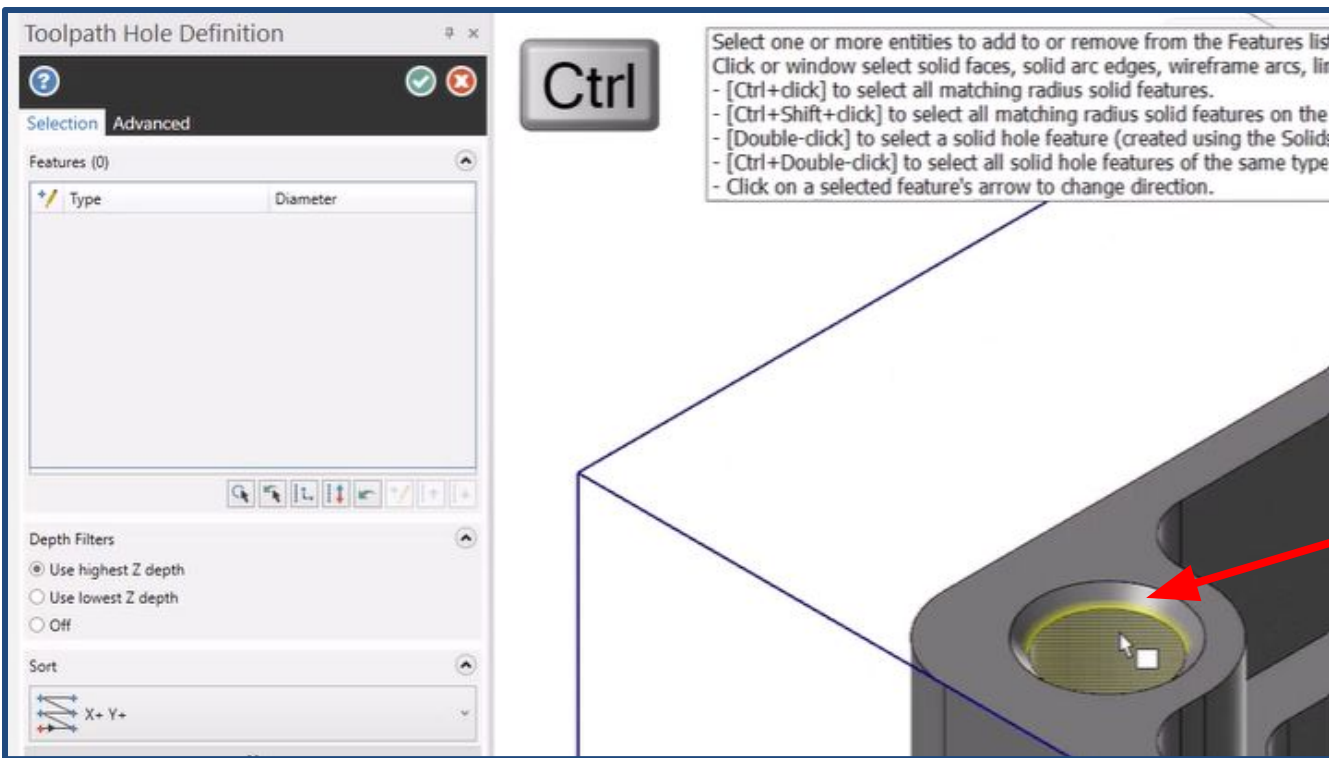 Toolpath Hole Definition
Selection Advanced
Features (0)
Type Diameter
Depth Filters
Use highest Z depth
Use lowest Z depth
Off
Sort
X+ Y+
Ctrl
Select one or more entities to add to or remove from the Features list
Click or window select solid faces, solid arc edges, wireframe arcs,
- [Ctrl+click] to select all matching radius solid features.
- [Ctrl+Shift+click] to select all matching radius solid features on the
- [Double-click] to select a solid hole feature (created using the Solids
- [Ctrl+Double-click] to select all solid hole features of the same type
- Click on a selected feature's arrow to change direction.